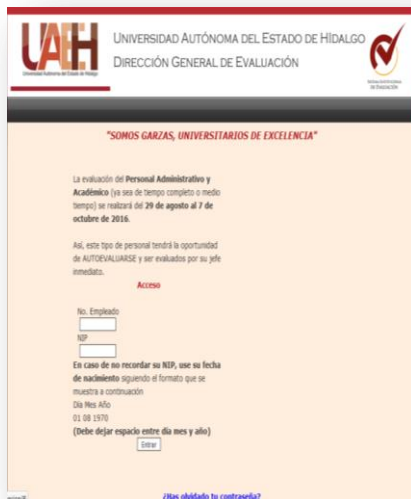 UAEH
Universidad Autónoma del Estado de Hidalgo
UNIVERSIDAD AUTÓNOMA DEL ESTADO DE HIDALGO
DIRECCIÓN GENERAL DE EVALUACIÓN
DE EVALUACIÓN
"SOMOS GARZAS, UNIVERSITARIOS DE EXCELENCIA"
La evaluación del Personal Administrativo y
Académico (ya sea de tiempo completo o medio
tiempo) se realizará del 29 de agosto al 7 de
octubre de 2016.
Así, este tipo de personal tendrá la oportunidad
de AUTOEVALUARSE y ser evaluados por su jefe
inmediato.
Acceso
No. Empleado
NIP
En caso de no recordar su NIP, use su fecha
de nacimiento siguiendo el formato que se
muestra a continuación
Dia Mes Año
01 08 1970
(Debe dejar espacio entre día mes y año)
Entrar
¿Has olvidado tu contraseña?